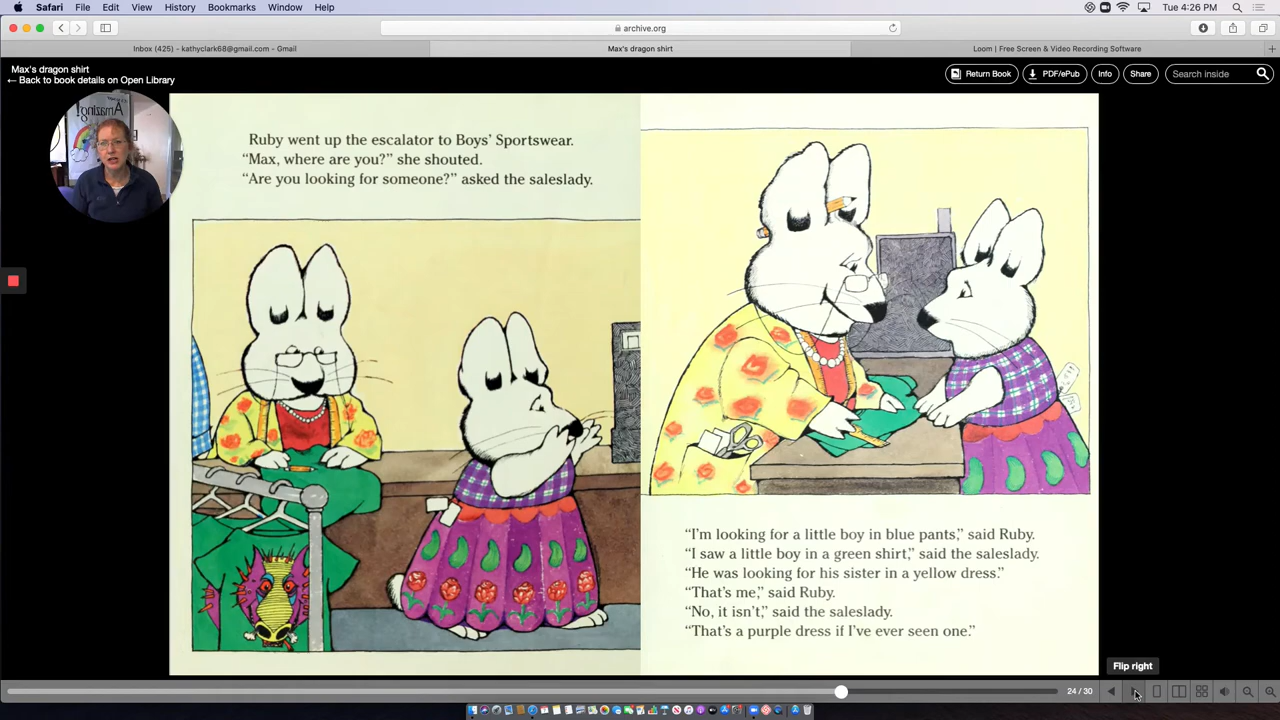 Safari File Edit View History Bookmarks Window Help
Tue 4:26 PM
archive.org
Inbox (425) - kathyclark68@gmail.com - Gmail
Max's dragon shirt
Loom | Free Screen & Video Recording Software
Max's dragon shirt
← Back to book details on Open Library
Return Book
PDF/ePub
Info
Share
Search inside
Amazing!
Ruby went up the escalator to Boys' Sportswear.
“Max, where are you?” she shouted.
“Are you looking for someone?” asked the saleslady.
“I'm looking for a little boy in blue pants,” said Ruby.
“I saw a little boy in a green shirt,” said the saleslady.
“He was looking for his sister in a yellow dress.”
“That's me,” said Ruby.
“No, it isn't,” said the saleslady.
“That's a purple dress if I've ever seen one.”
Flip right
24 / 30